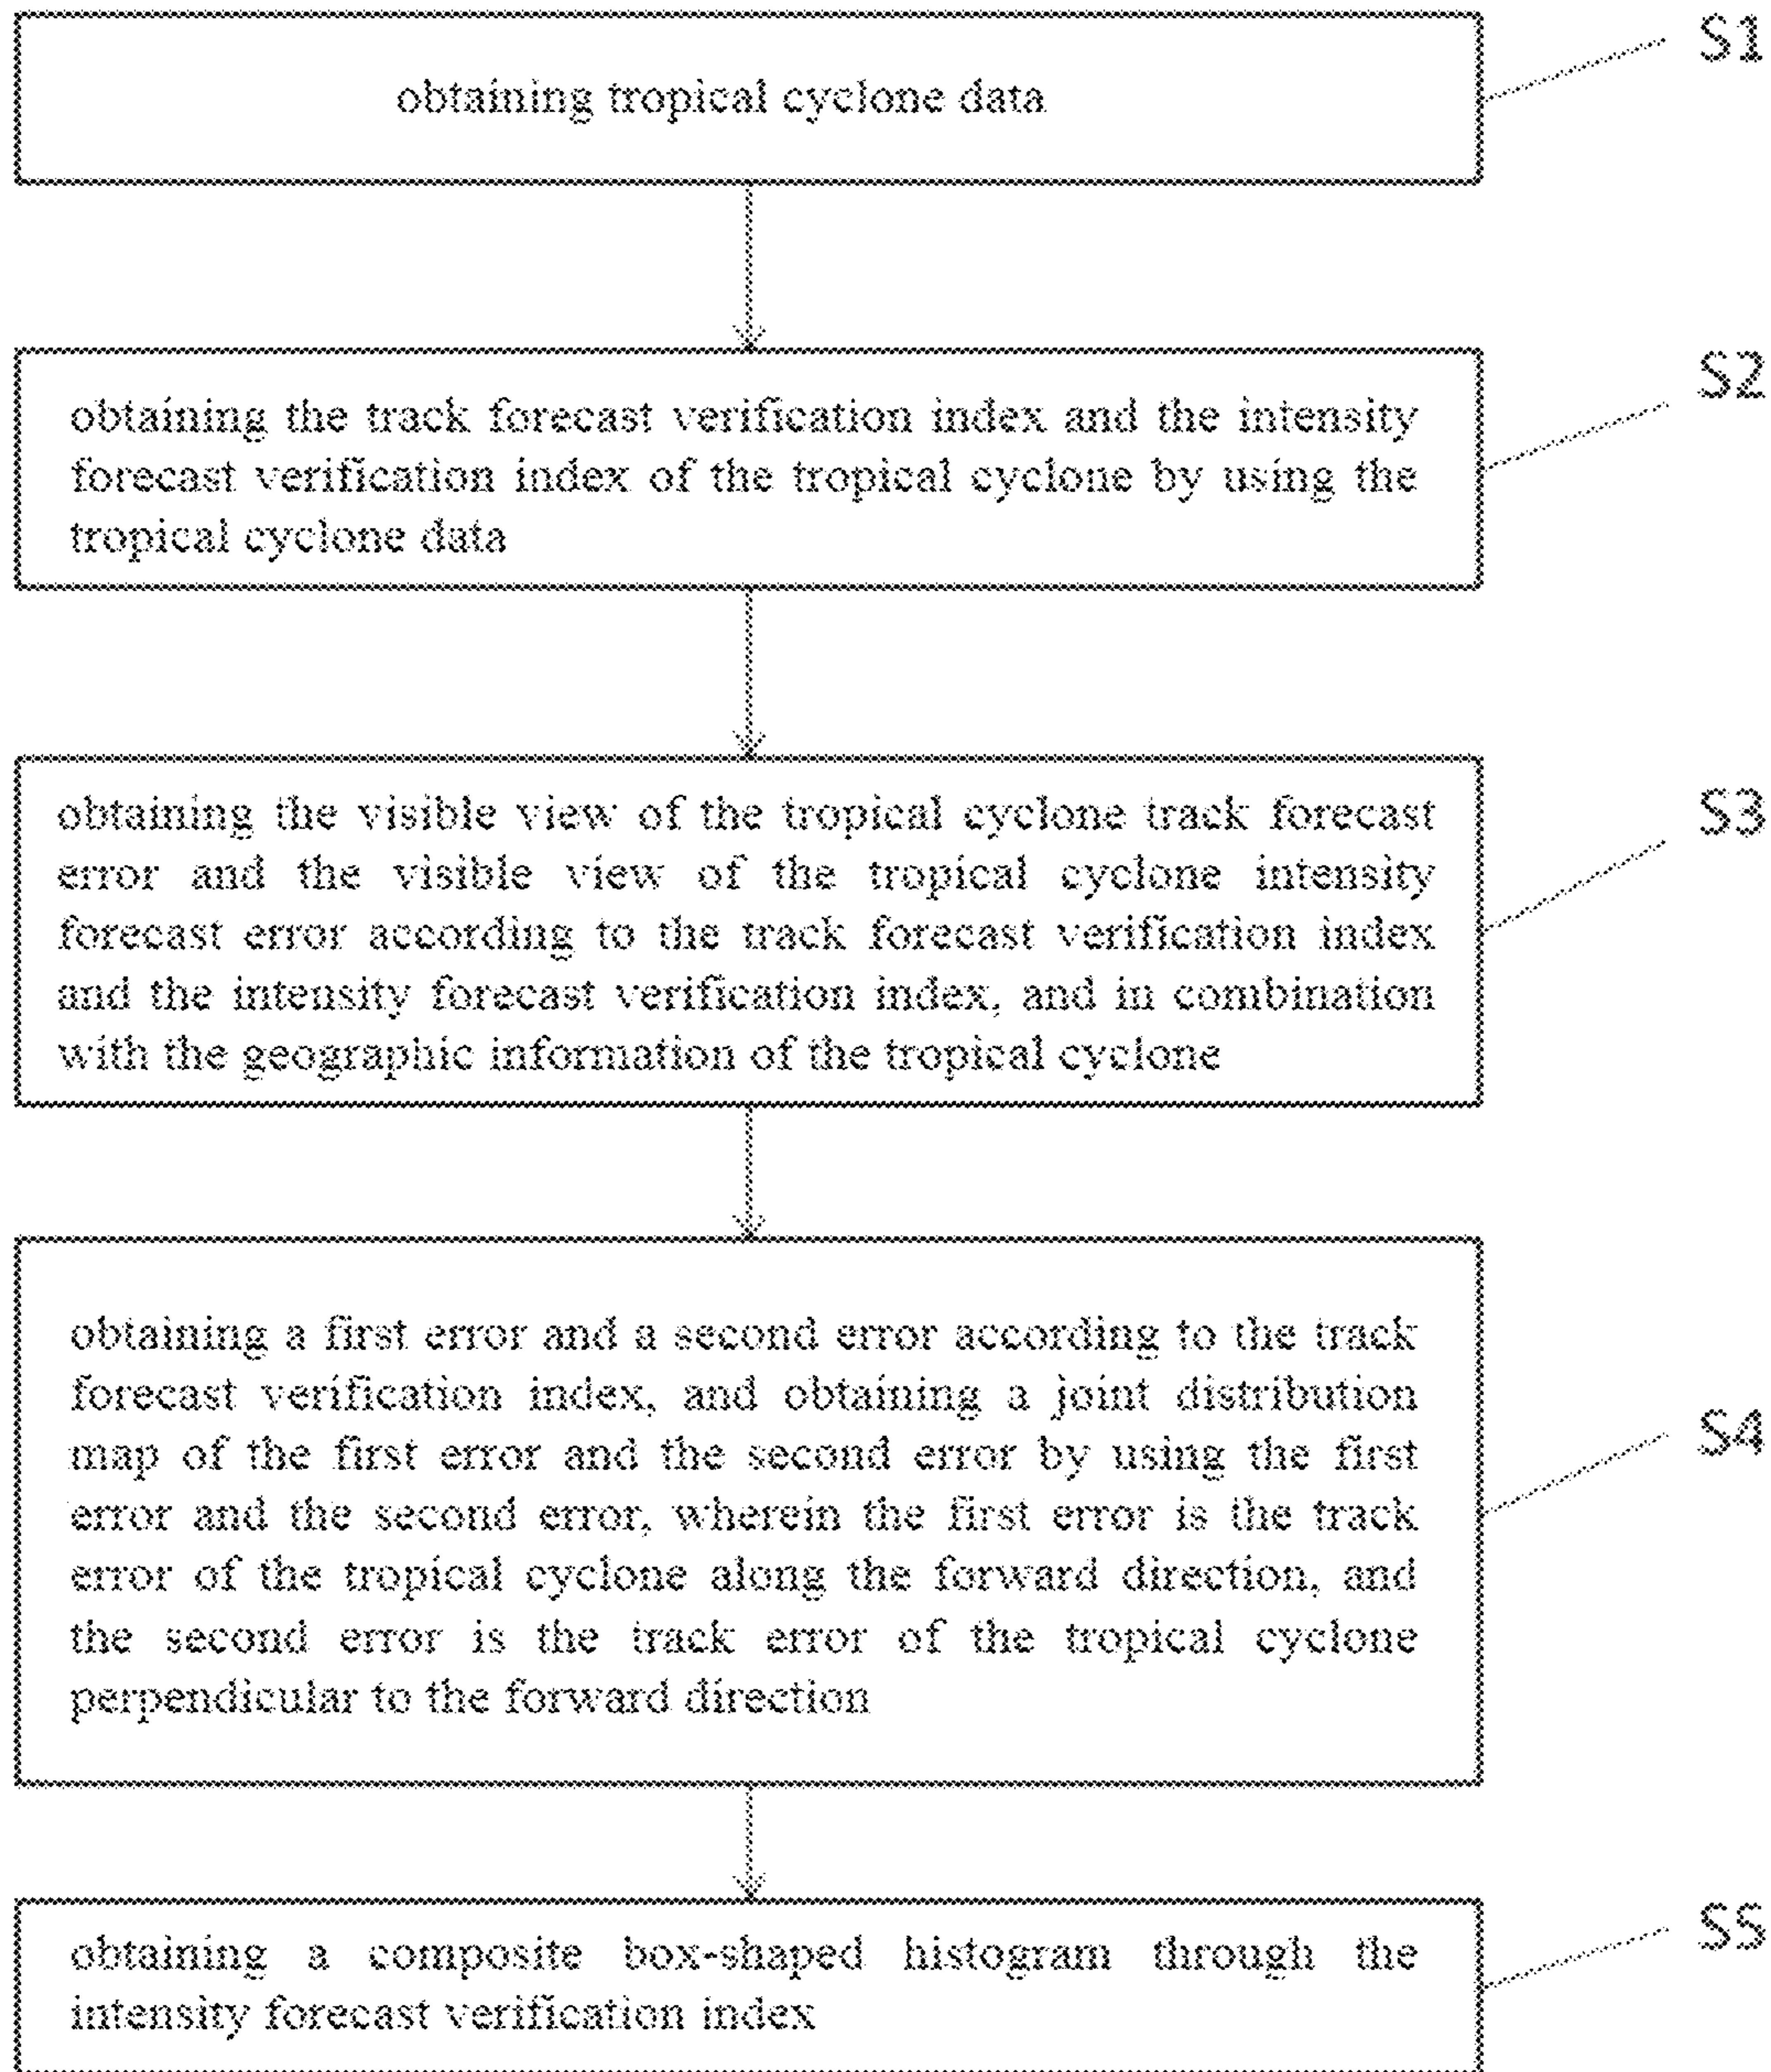 S1
obtaining tropical cyclone data
S2
obtaining the track forecast verification index and the intensity
forecast verification index of the tropical cyclone by using the
tropical cyclone data
S3
obtaining the visible view of the tropical cyclone track forecast
error and the visible view of the tropical cyclone intensity
forecast error according to the track forecast verification index
and the intensity forecast verification index, and in combination
with the geographic information of the tropical cyclone
obtaining a first error and a second error according to the track
forecast verification index, and obtaining a joint distribution
map of the first error and the second error by using the first
S4
error and the second error, wherein the first error is the track
error of the tropical cyclone along the forward direction, and
the second error is the track error of the tropical cyclone
perpendicular to the forward direction
S5
obtaining a composite box-shaped histogram through the
intensity forecast verification index